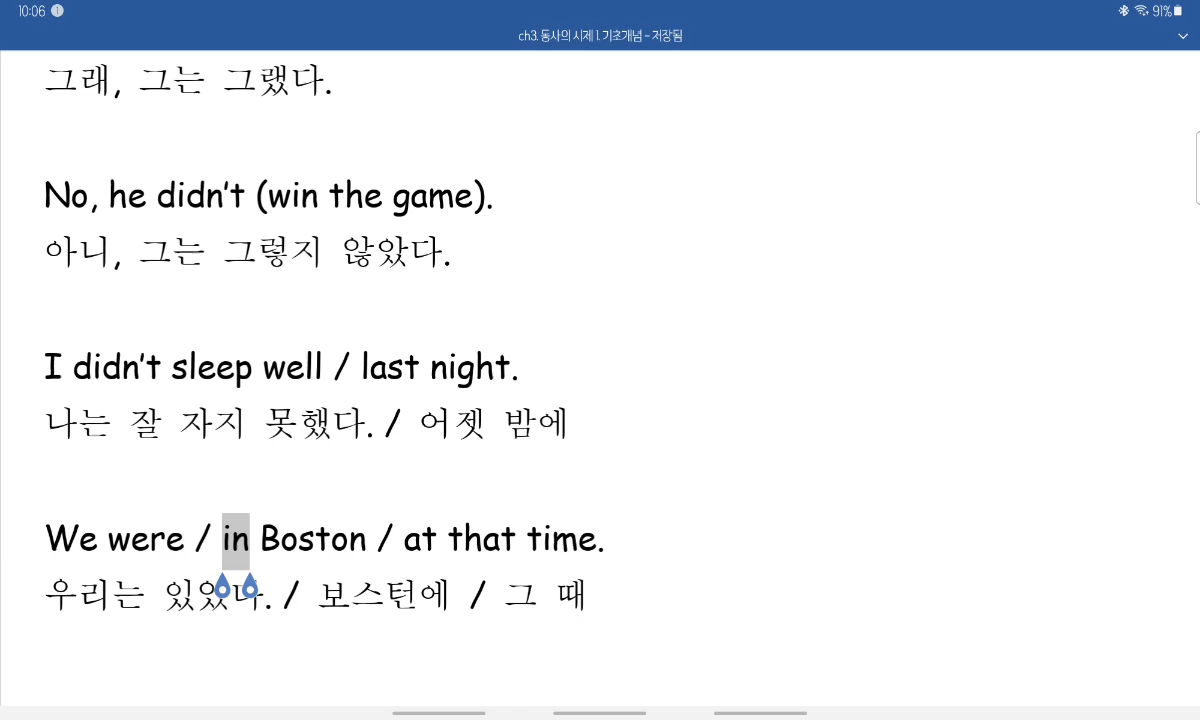 10:06 1 91%
ch3. 동사의 시제 1. 기초개념 - 저장됨
그래, 그는 그랬다.
No, he didn't (win the game).
아니, 그는 그렇지 않았다.
I didn't sleep well / last night.
나는 잘 자지 못했다. / 어젯 밤에
We were / in Boston / at that time.
우리는 있었다. / 보스턴에 / 그 때